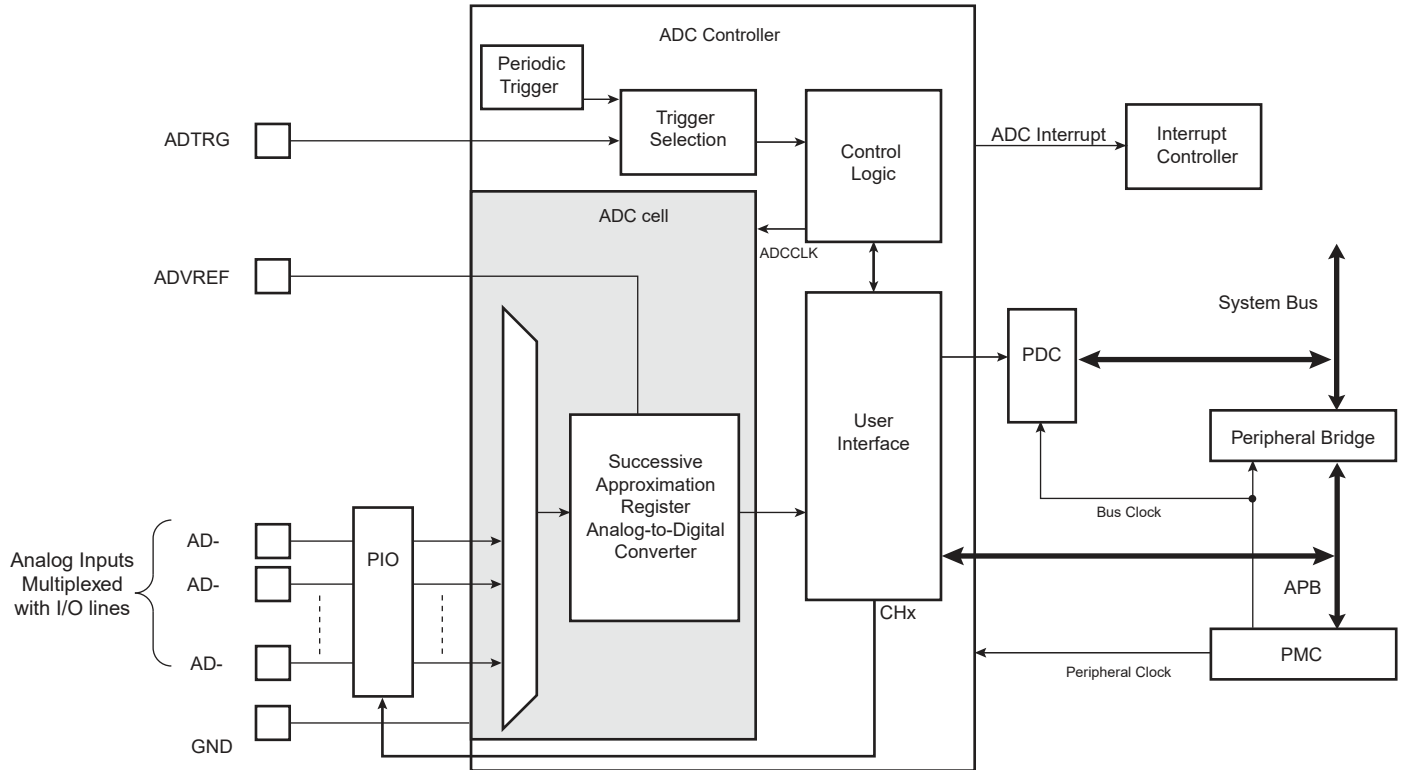 ADC Controller
Periodic
Trigger
Trigger
Selection
Control
Logic
ADTRG
ADC Interrupt
Interrupt
Controller
ADC cell
ADCCLK
ADVREF
System Bus
PDC
User
Interface
Peripheral Bridge
Successive
Approximation
Register
Analog-to-Digital
Converter
Bus Clock
Analog Inputs
Multiplexed
with I/O lines
AD-
AD-
AD-
PIO
APB
CHx
PMC
Peripheral Clock
GND